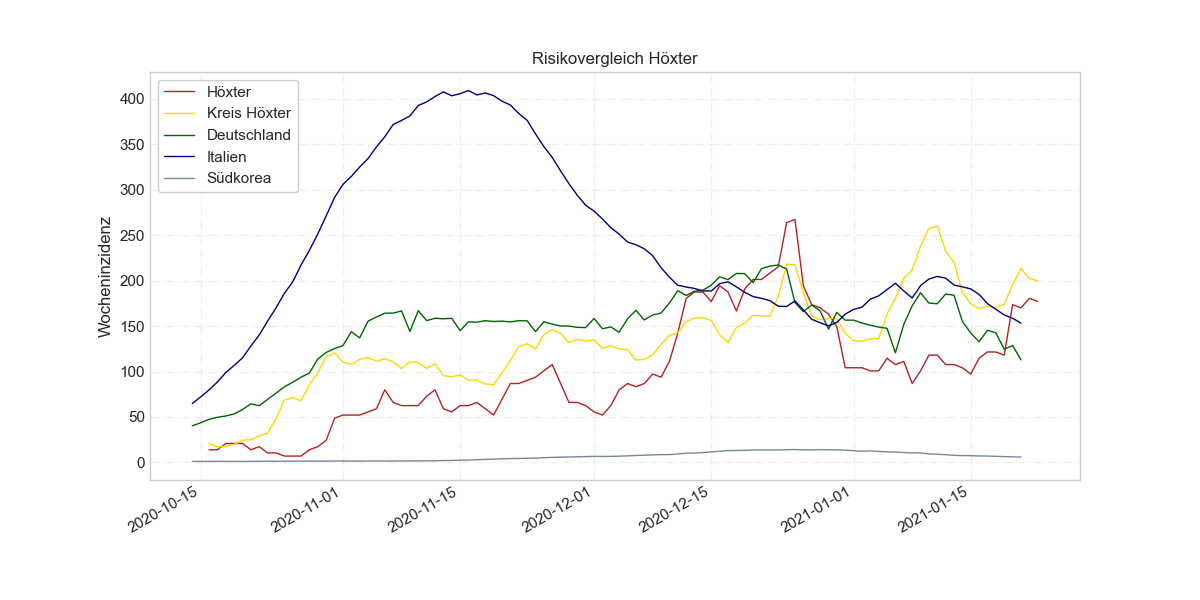 Risikovergleich Höxter
Höxter
Kreis Höxter
Deutschland
Italien
Südkorea
Wocheninzidenz
400
350
300
250
200
150
100
50
0
2020-10-15
2020-11-01
2020-11-15
2020-12-01
2020-12-15
2021-01-01
2021-01-15